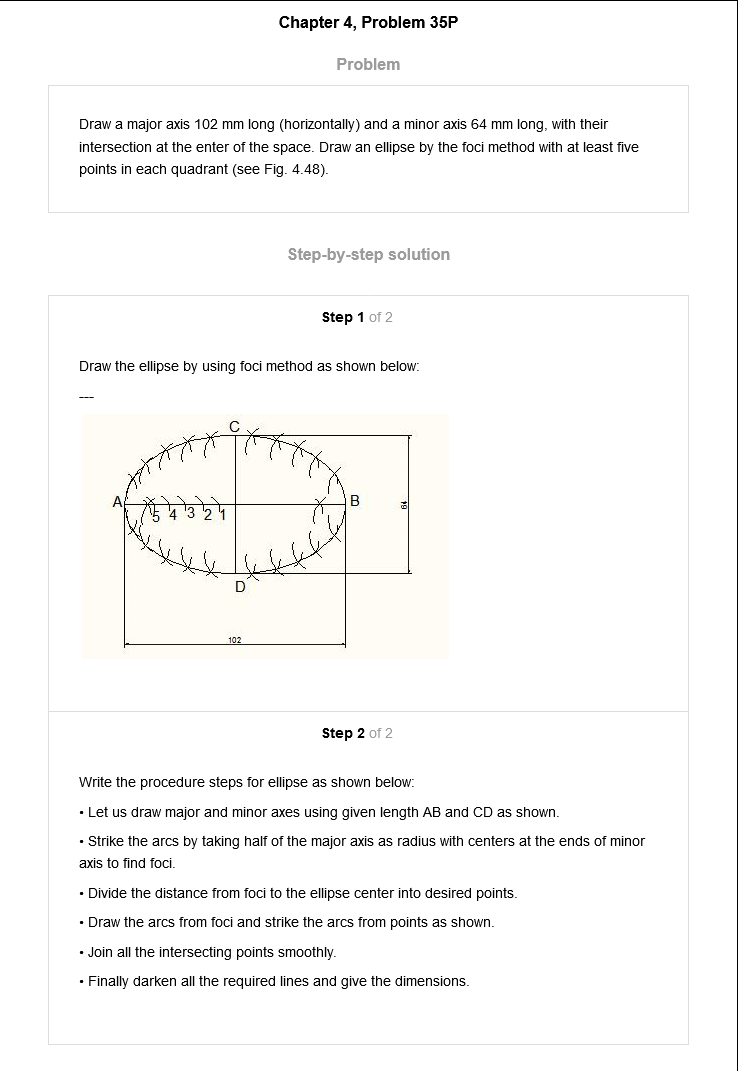 Chapter 4, Problem 35P
Problem
Draw a major axis 102 mm long (horizontally) and a minor axis 64 mm long, with their
intersection at the enter of the space. Draw an ellipse by the foci method with at least five
points in each quadrant (see Fig. 4.48).
Step-by-step solution
Step 1 of 2
Draw the ellipse by using foci method as shown below:
---
C
A
5 4 3 2 1
B
64
D
102
Step 2 of 2
Write the procedure steps for ellipse as shown below:
• Let us draw major and minor axes using given length AB and CD as shown.
• Strike the arcs by taking half of the major axis as radius with centers at the ends of minor
axis to find foci.
• Divide the distance from foci to the ellipse center into desired points.
• Draw the arcs from foci and strike the arcs from points as shown.
• Join all the intersecting points smoothly.
• Finally darken all the required lines and give the dimensions.